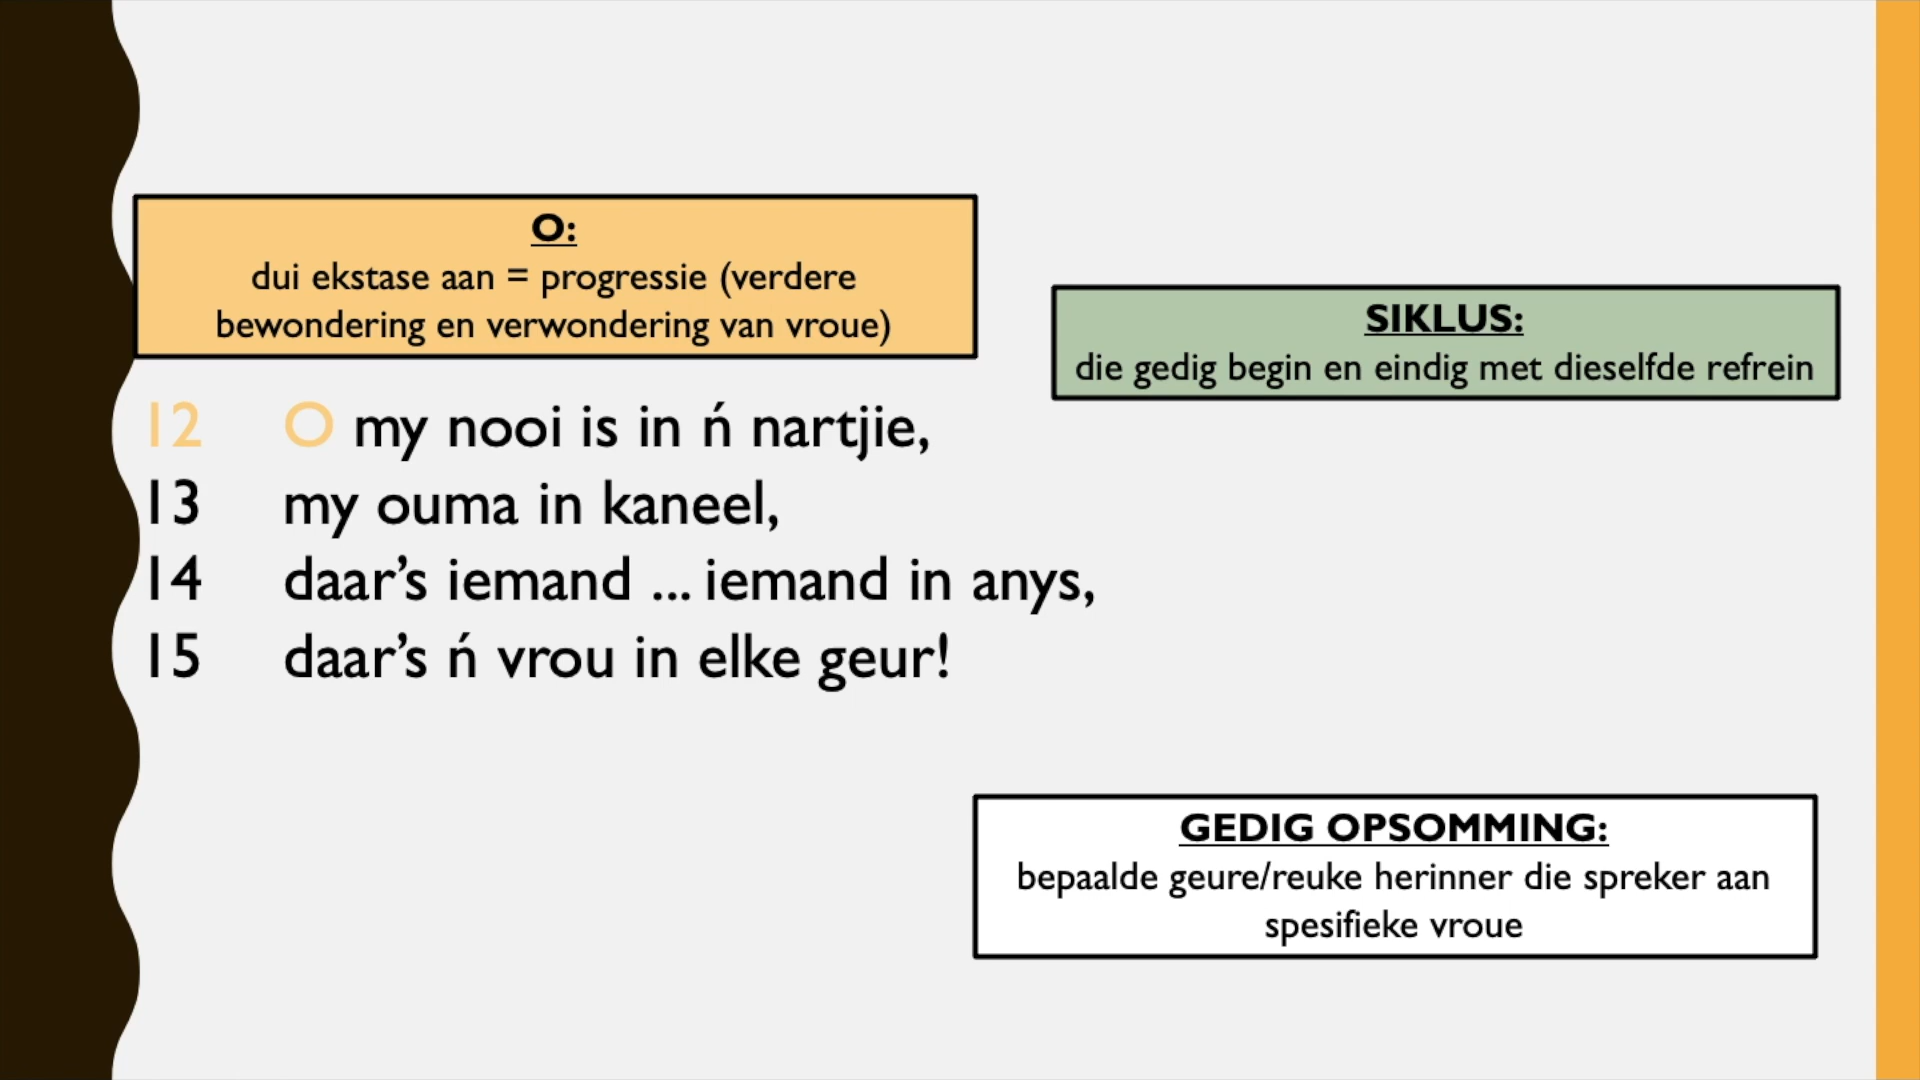 O:
dui ekstase aan = progressie (verdere
bewondering en verwondering van vroue)
SIKLUS:
die gedig begin en eindig met dieselfde refrein
12 O my nooi is in ń nartjie,
13 my ouma in kaneel,
14 daar’s iemand ... iemand in anys,
15 daar’s ń vrou in elke geur!
GEDIG OPSOMMING:
bepaalde geure/reuke herinner die spreker aan
spesifieke vroue